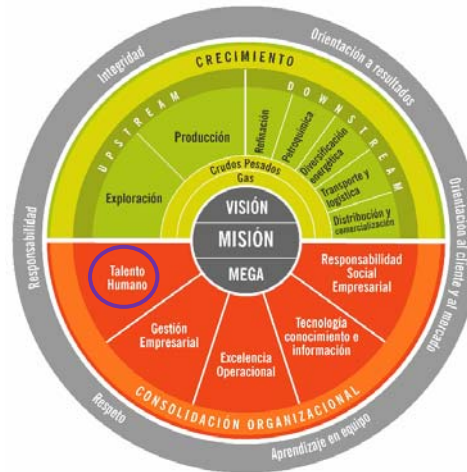 Integridad
Orientación a resultados
Responsabilidad
Orientación al Cliente y al mercado
Respeto
Aprendizaje en equipo
CRECIMIENTO
UPSTREAM
DOWNSTREAM
Exploración
Producción
Refinación
Petroquímica
Diversificación
energética
Transporte y
logística
Distribución y
comercialización
Crudos Pesados
Gas
VISIÓN
MISIÓN
MEGA
Talento
Humano
Gestión
Empresarial
Excelencia
Operacional
Tecnología
conocimiento e
información
Responsabilidad
Social
Empresarial
CONSOLIDACIÓN ORGANIZACIONAL